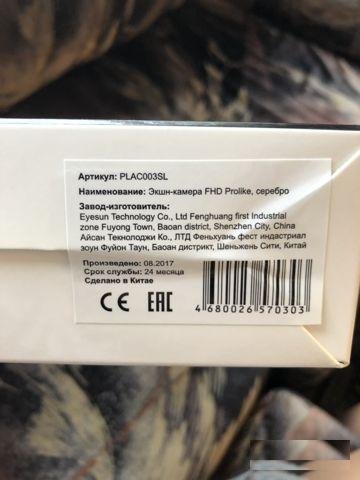 Артикул: PLAC003SL
Наименование: Экшн-камера FHD Prolike, серебро
Завод-изготовитель:
Eyesun Technology Co., Ltd Fenghuang first Industrial
zone Fuyong Town, Baoan district, Shenzhen City, China
Айсан Текнолоджи Ко., ЛТД Феньхуань фест индастриал
зоун Фуйон Таун, Баоан дистрикт, Шеньжень Сити, Китай
Произведено: 08.2017
Срок службы: 24 месяца
Сделано в Китае
CE EAC
4 680026 570303